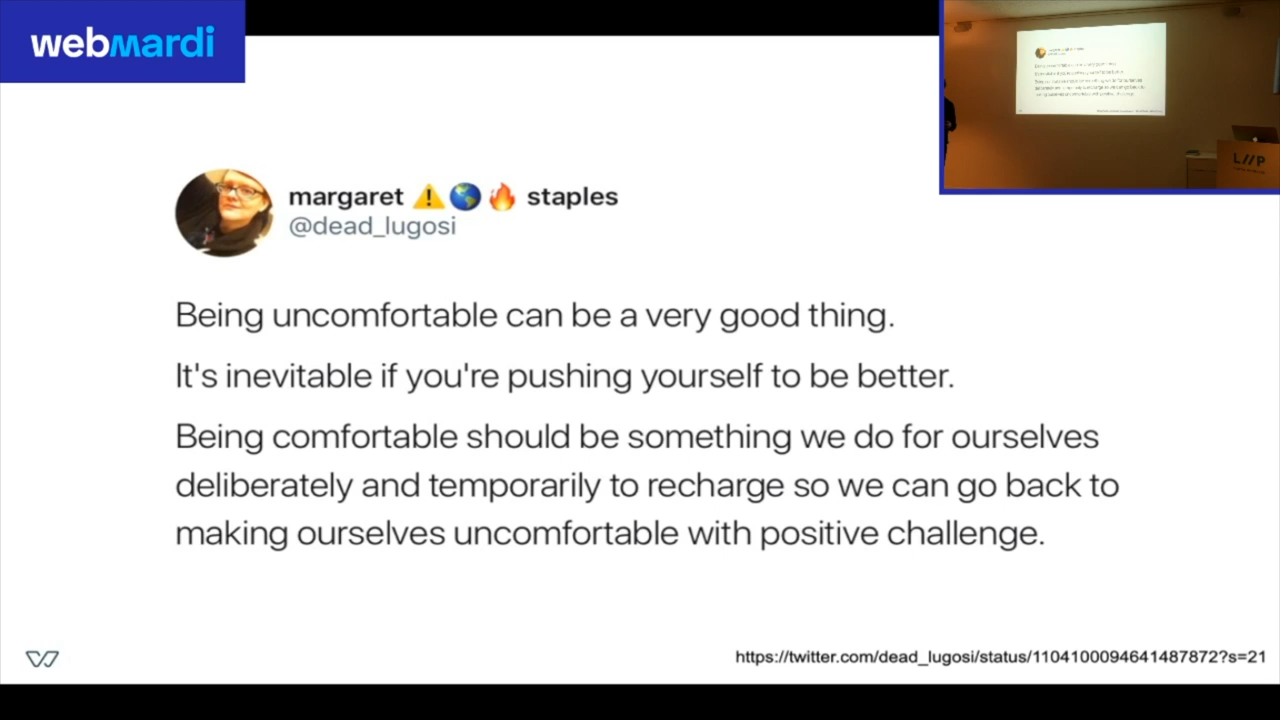 webmardi
margaret ⚠️🌎🔥 staples
@dead_lugosi
Being uncomfortable can be a very good thing.
It's inevitable if you're pushing yourself to be better.
Being comfortable should be something we do for ourselves
deliberately and temporarily to recharge so we can go back to
making ourselves uncomfortable with positive challenge.
https://twitter.com/dead_lugosi/status/1104100094641487872?s=21
LIIP